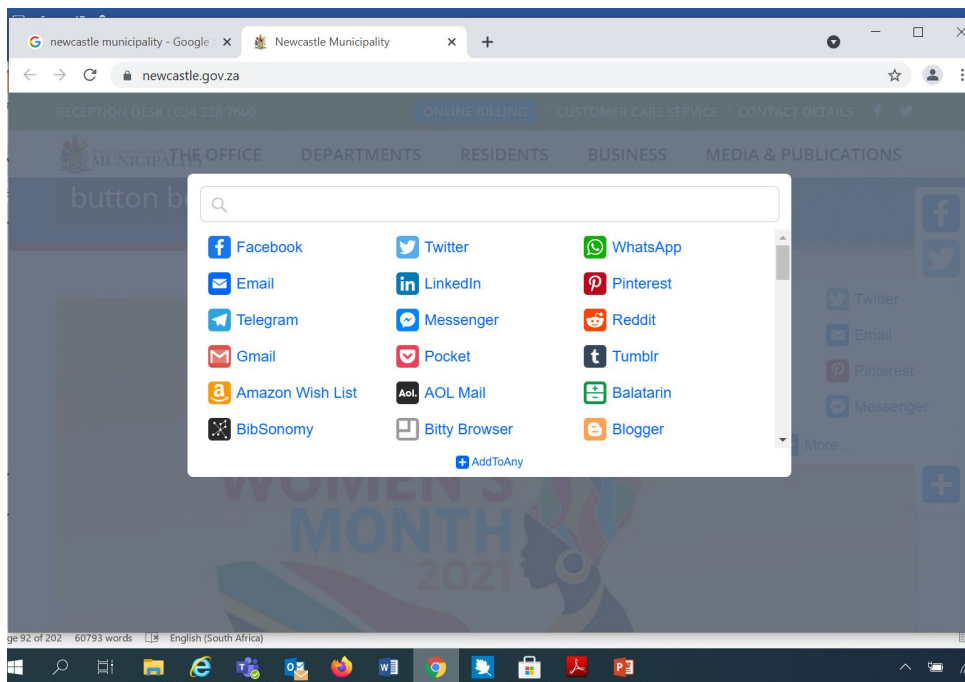 newcastle municipality - Google
Newcastle Municipality
newcastle.gov.za
RECEPTION DESK : 034 328 7600
ONLINE BILLING
CUSTOMER CARE SERVICE
CONTACT DETAILS
MUNICIPALITY
THE OFFICE
DEPARTMENTS
RESIDENTS
BUSINESS
MEDIA & PUBLICATIONS
button
Facebook
Twitter
WhatsApp
Email
LinkedIn
Pinterest
Telegram
Messenger
Reddit
Gmail
Pocket
Tumblr
Amazon Wish List
Aol.
AOL Mail
Balatarin
BibSonomy
Bitty Browser
Blogger
AddToAny
Twitter
Email
Pinterest
Messenger
More...
WOMEN'S
MONTH
2021
ge 92 of 202
60793 words
English (South Africa)